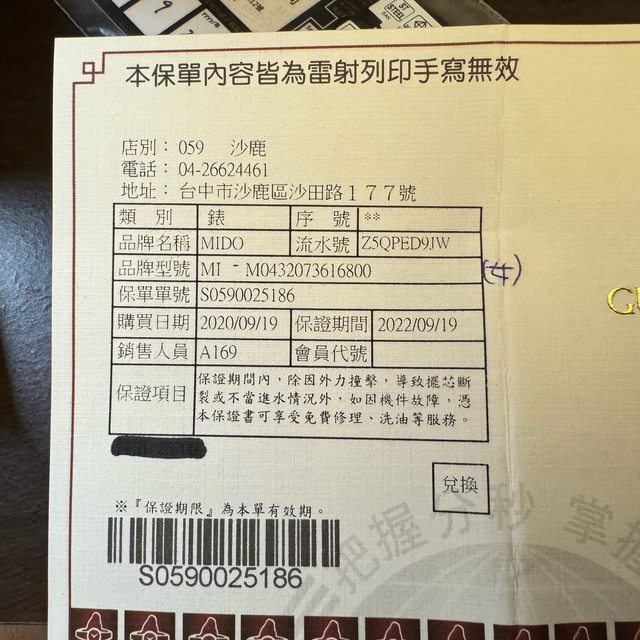 本保單內容皆為雷射列印手寫無效
店別： 059 沙鹿
電話： 04-26624461
地址： 台中市沙鹿區沙田路１７７號
類 別 錶 序 號 **
品牌名稱 MIDO 流水號 Z5QPED9JW
品牌型號 MI - M0432073616800
保單單號 S0590025186
購買日期 2020/09/19 保證期間 2022/09/19
銷售人員 A169 會員代號
保證項目
保證期間內，除因外力撞擊，導致擺芯斷
裂或不當進水情況外，如因機件故障，憑
本保證書可享受免費修理、洗油等服務。
兌換
※『保證期限』為本單有效期。
S0590025186
把握分秒 掌